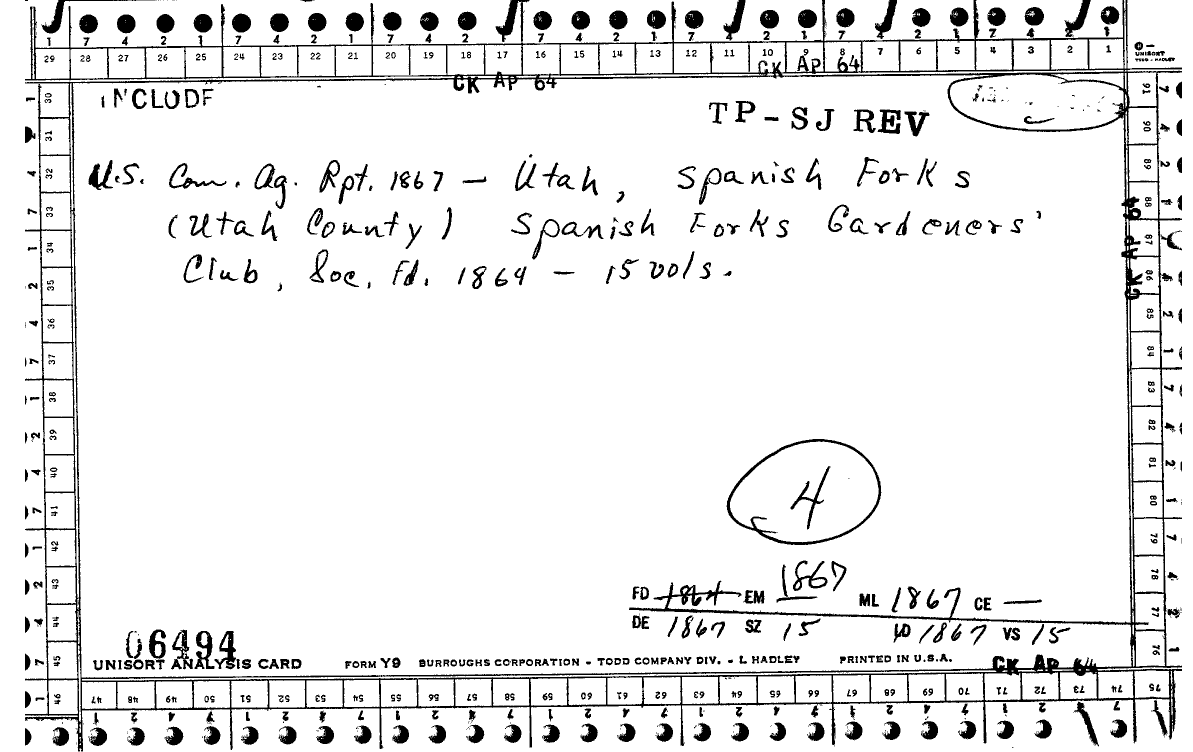 7 4 2 1 7 4 2 1 7 4 2 1 7 4 2 1 7 4 2 1 7 4 2 1 7 4 2 1
29 28 27 26 25 24 23 22 21 20 19 18 17 16 15 14 13 12 11 10 9 8 7 6 5 4 3 2 1
UNISORT
TODD - HADLEY
CK AP 64
CK AP 64
INCLUDE
TP-SJ REV
U.S. Com. Ag. Rpt. 1867 — Utah, Spanish Forks
(Utah County) Spanish Forks Gardeners'
Club, Soc. Fd. 1864 — 15 vols.
CK AP 64
30 31 32 33 34 35 36 37 38 39 40 41 42 43 44 45 46
91 90 89 88 87 86 85 84 83 82 81 80 79 78 77 76 75
4
FD 1864 EM 1867 ML 1867 CE —
DE 1867 SZ 15 LD 1867 VS 15
06494
UNISORT ANALYSIS CARD FORM Y9 BURROUGHS CORPORATION - TODD COMPANY DIV. - L HADLEY PRINTED IN U.S.A.
CK AP 64
47 48 49 50 51 52 53 54 55 56 57 58 59 60 61 62 63 64 65 66 67 68 69 70 71 72 73 74